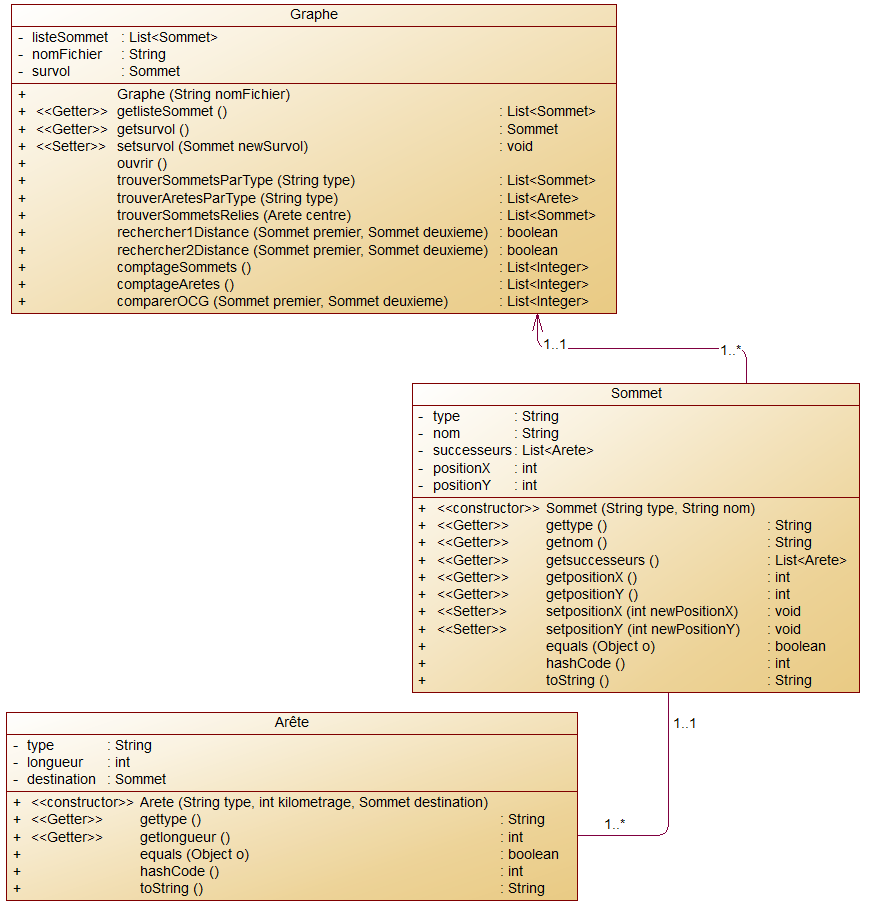 Graphe
- listeSommet : List<Sommet>
- nomFichier : String
- survol : Sommet
+ Graphe (String nomFichier)
+ <<Getter>> getlisteSommet () : List<Sommet>
+ <<Getter>> getsurvol () : Sommet
+ <<Setter>> setsurvol (Sommet newSurvol) : void
+ ouvrir ()
+ trouverSommetsParType (String type) : List<Sommet>
+ trouverAretesParType (String type) : List<Arete>
+ trouverSommetsRelies (Arete centre) : List<Sommet>
+ rechercher1Distance (Sommet premier, Sommet deuxieme) : boolean
+ rechercher2Distance (Sommet premier, Sommet deuxieme) : boolean
+ comptageSommets () : List<Integer>
+ comptageAretes () : List<Integer>
+ comparerOCG (Sommet premier, Sommet deuxieme) : List<Integer>
1..1
1..*
Sommet
- type : String
- nom : String
- successeurs : List<Arete>
- positionX : int
- positionY : int
+ <<constructor>> Sommet (String type, String nom)
+ <<Getter>> gettype () : String
+ <<Getter>> getnom () : String
+ <<Getter>> getsuccesseurs () : List<Arete>
+ <<Getter>> getpositionX () : int
+ <<Getter>> getpositionY () : int
+ <<Setter>> setpositionX (int newPositionX) : void
+ <<Setter>> setpositionY (int newPositionY) : void
+ equals (Object o) : boolean
+ hashCode () : int
+ toString () : String
1..1
1..*
Arête
- type : String
- longueur : int
- destination : Sommet
+ <<constructor>> Arete (String type, int kilometrage, Sommet destination)
+ <<Getter>> gettype () : String
+ <<Getter>> getlongueur () : int
+ equals (Object o) : boolean
+ hashCode () : int
+ toString () : String